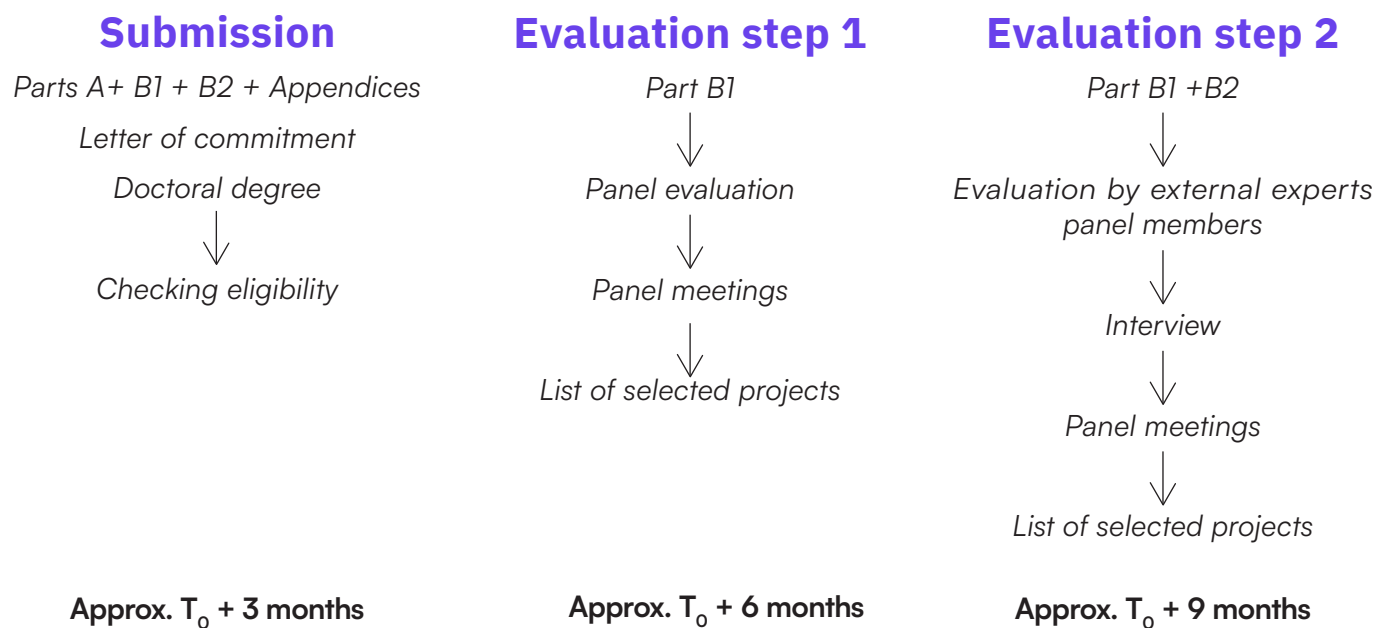 Submission
Parts A+ B1 + B2 + Appendices
Letter of commitment
Doctoral degree
Checking eligibility
Approx. T₀ + 3 months
Evaluation step 1
Part B1
Panel evaluation
Panel meetings
List of selected projects
Approx. T₀ + 6 months
Evaluation step 2
Part B1 +B2
Evaluation by external experts
panel members
Interview
Panel meetings
List of selected projects
Approx. T₀ + 9 months